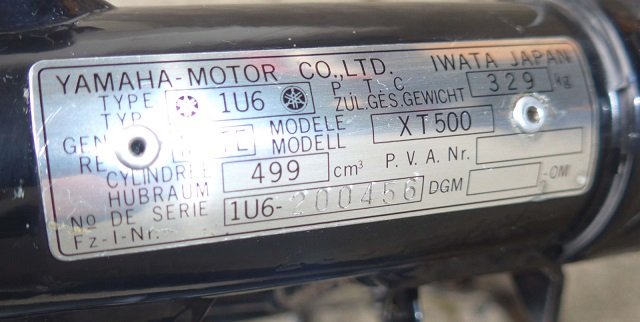 YAMAHA-MOTOR CO.,LTD. IWATA JAPAN
TYPE 1U6 P T C 329 kg
TYP ZUL.GES.GEWICHT
MODELE XT500
MODELL
CYLINDREE 499 cm³ P. V. A. Nr.
HUBRAUM
No DE SERIE 1U6-200456 DGM -OM
Fz-I-Nr.